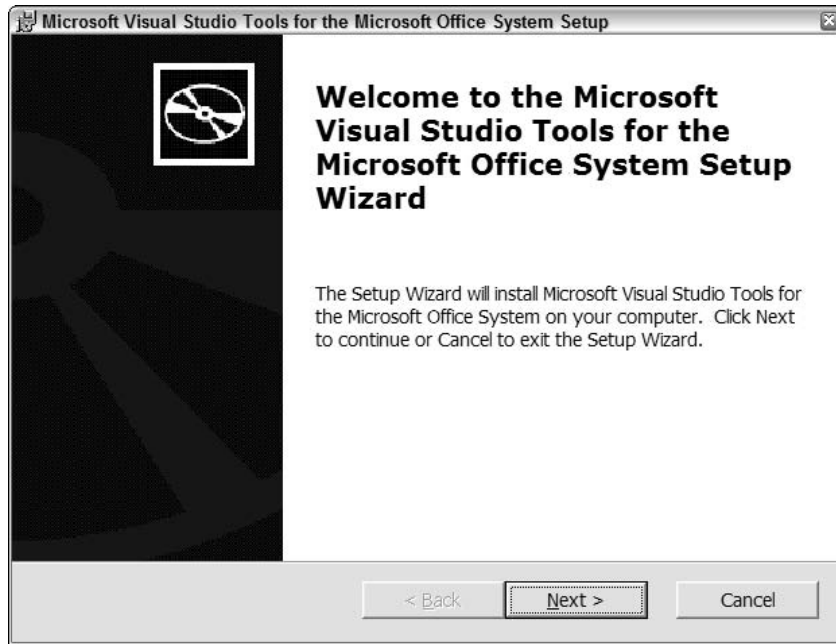 Microsoft Visual Studio Tools for the Microsoft Office System Setup
Welcome to the Microsoft
Visual Studio Tools for the
Microsoft Office System Setup
Wizard
The Setup Wizard will install Microsoft Visual Studio Tools for
the Microsoft Office System on your computer. Click Next
to continue or Cancel to exit the Setup Wizard.
< Back Next > Cancel